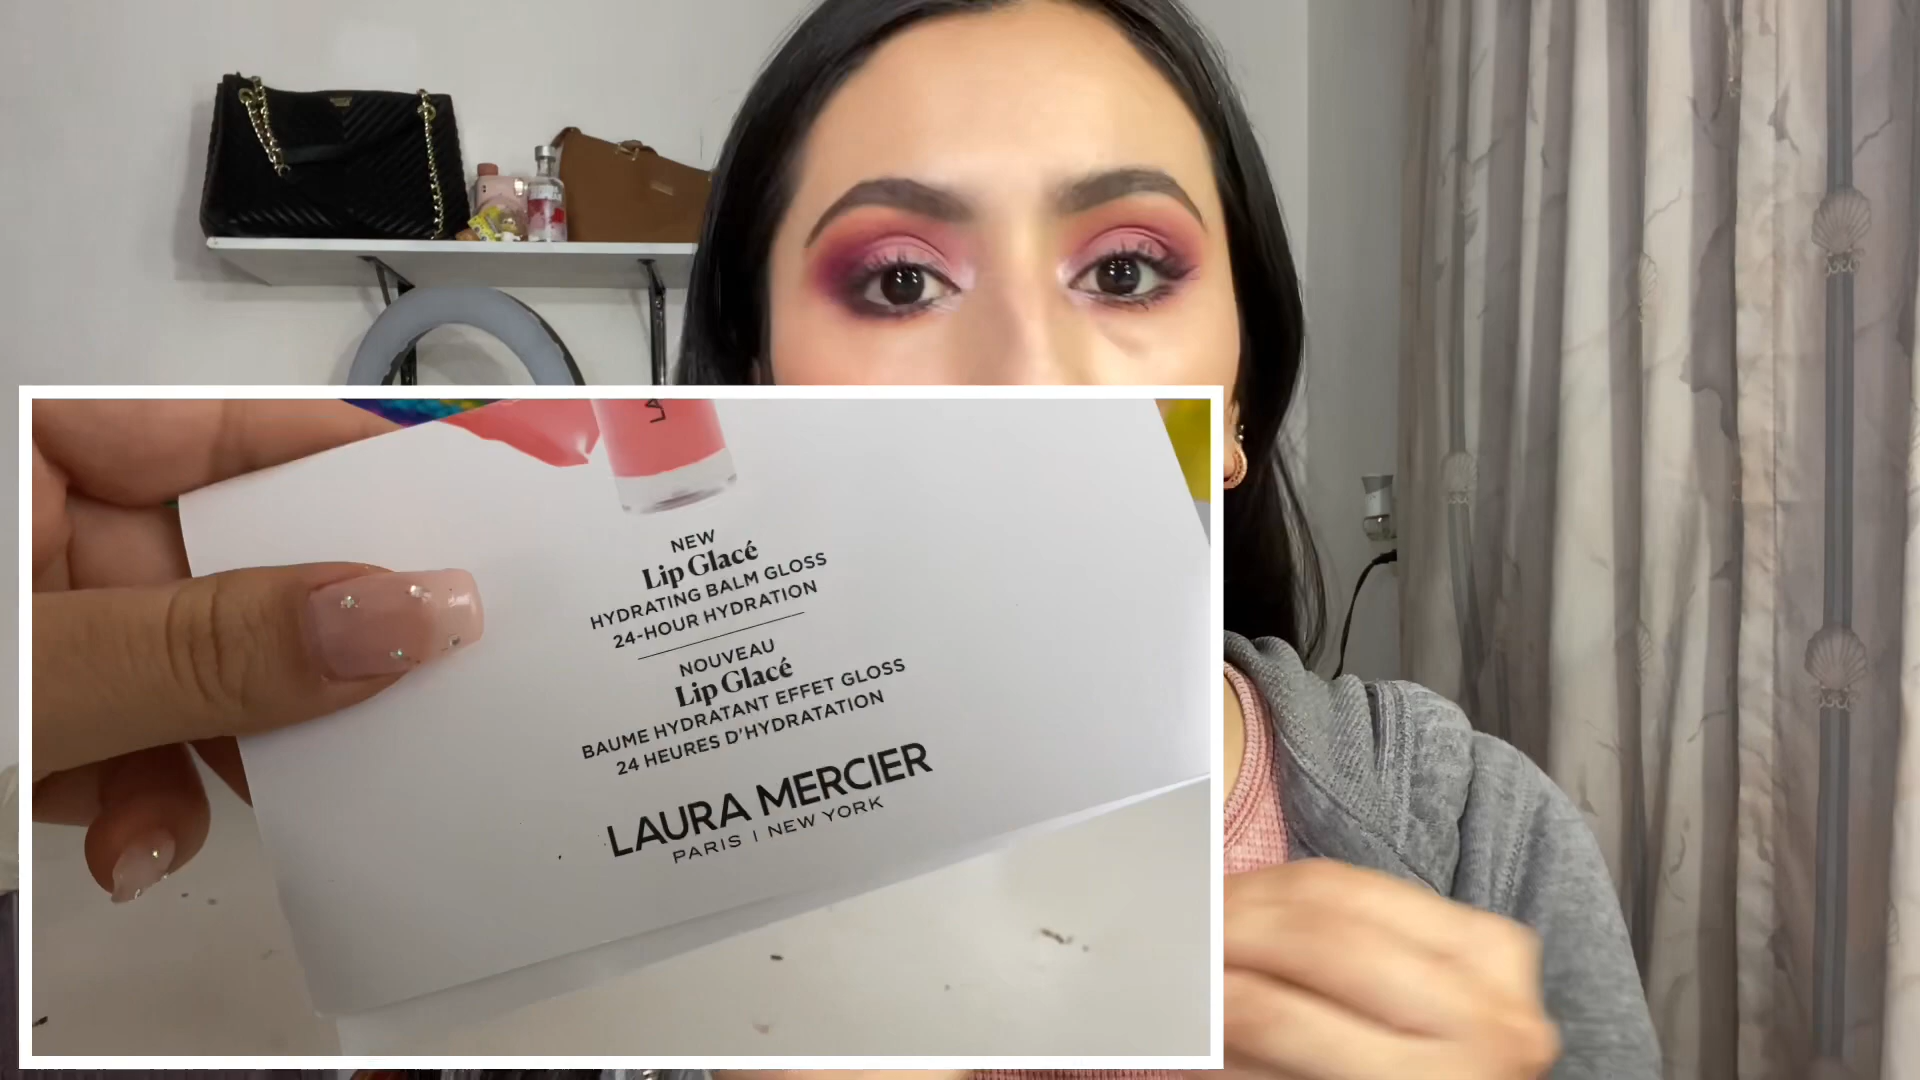 LA
NEW
Lip Glacé
HYDRATING BALM GLOSS
24-HOUR HYDRATION
NOUVEAU
Lip Glacé
BAUME HYDRATANT EFFET GLOSS
24 HEURES D'HYDRATATION
LAURA MERCIER
PARIS | NEW YORK